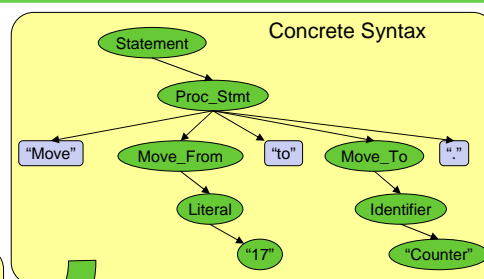 Concrete Syntax
Statement
Proc_Stmt
“Move” Move_From “to” Move_To “.”
Literal Identifier
“17” “Counter”